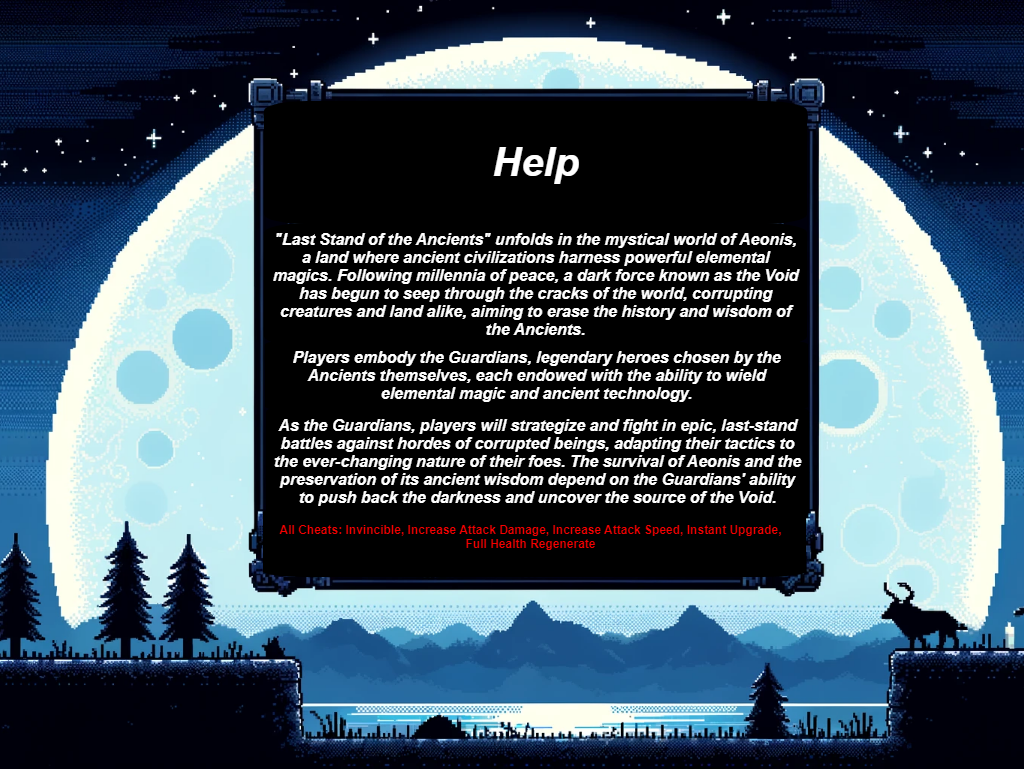 Help
"Last Stand of the Ancients" unfolds in the mystical world of Aeonis,
a land where ancient civilizations harness powerful elemental
magics. Following millennia of peace, a dark force known as the Void
has begun to seep through the cracks of the world, corrupting
creatures and land alike, aiming to erase the history and wisdom of
the Ancients.
Players embody the Guardians, legendary heroes chosen by the
Ancients themselves, each endowed with the ability to wield
elemental magic and ancient technology.
As the Guardians, players will strategize and fight in epic, last-stand
battles against hordes of corrupted beings, adapting their tactics to
the ever-changing nature of their foes. The survival of Aeonis and the
preservation of its ancient wisdom depend on the Guardians' ability
to push back the darkness and uncover the source of the Void.
All Cheats: Invincible, Increase Attack Damage, Increase Attack Speed, Instant Upgrade,
Full Health Regenerate